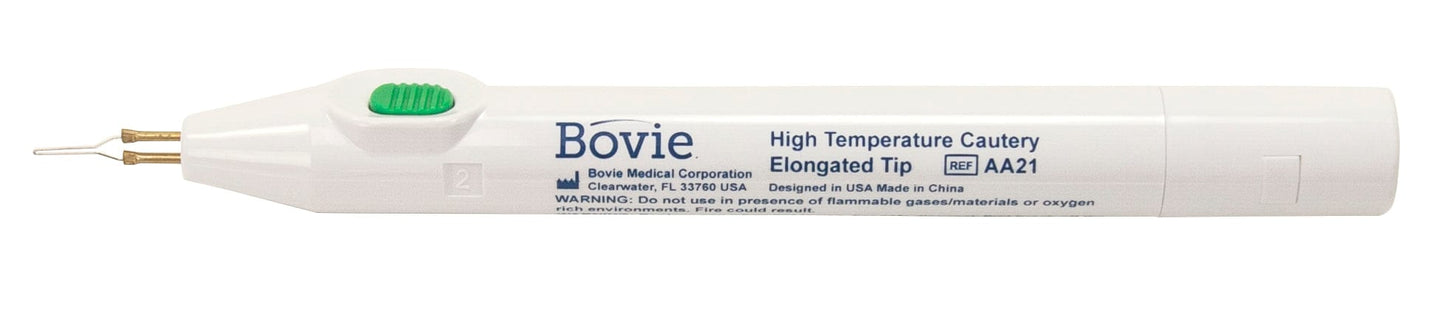 2
Bovie
Bovie Medical Corporation
Clearwater, FL 33760 USA
High Temperature Cautery
Elongated Tip REF AA21
Designed in USA Made in China
WARNING: Do not use in presence of flammable gases/materials or oxygen
rich environments. Fire could result.